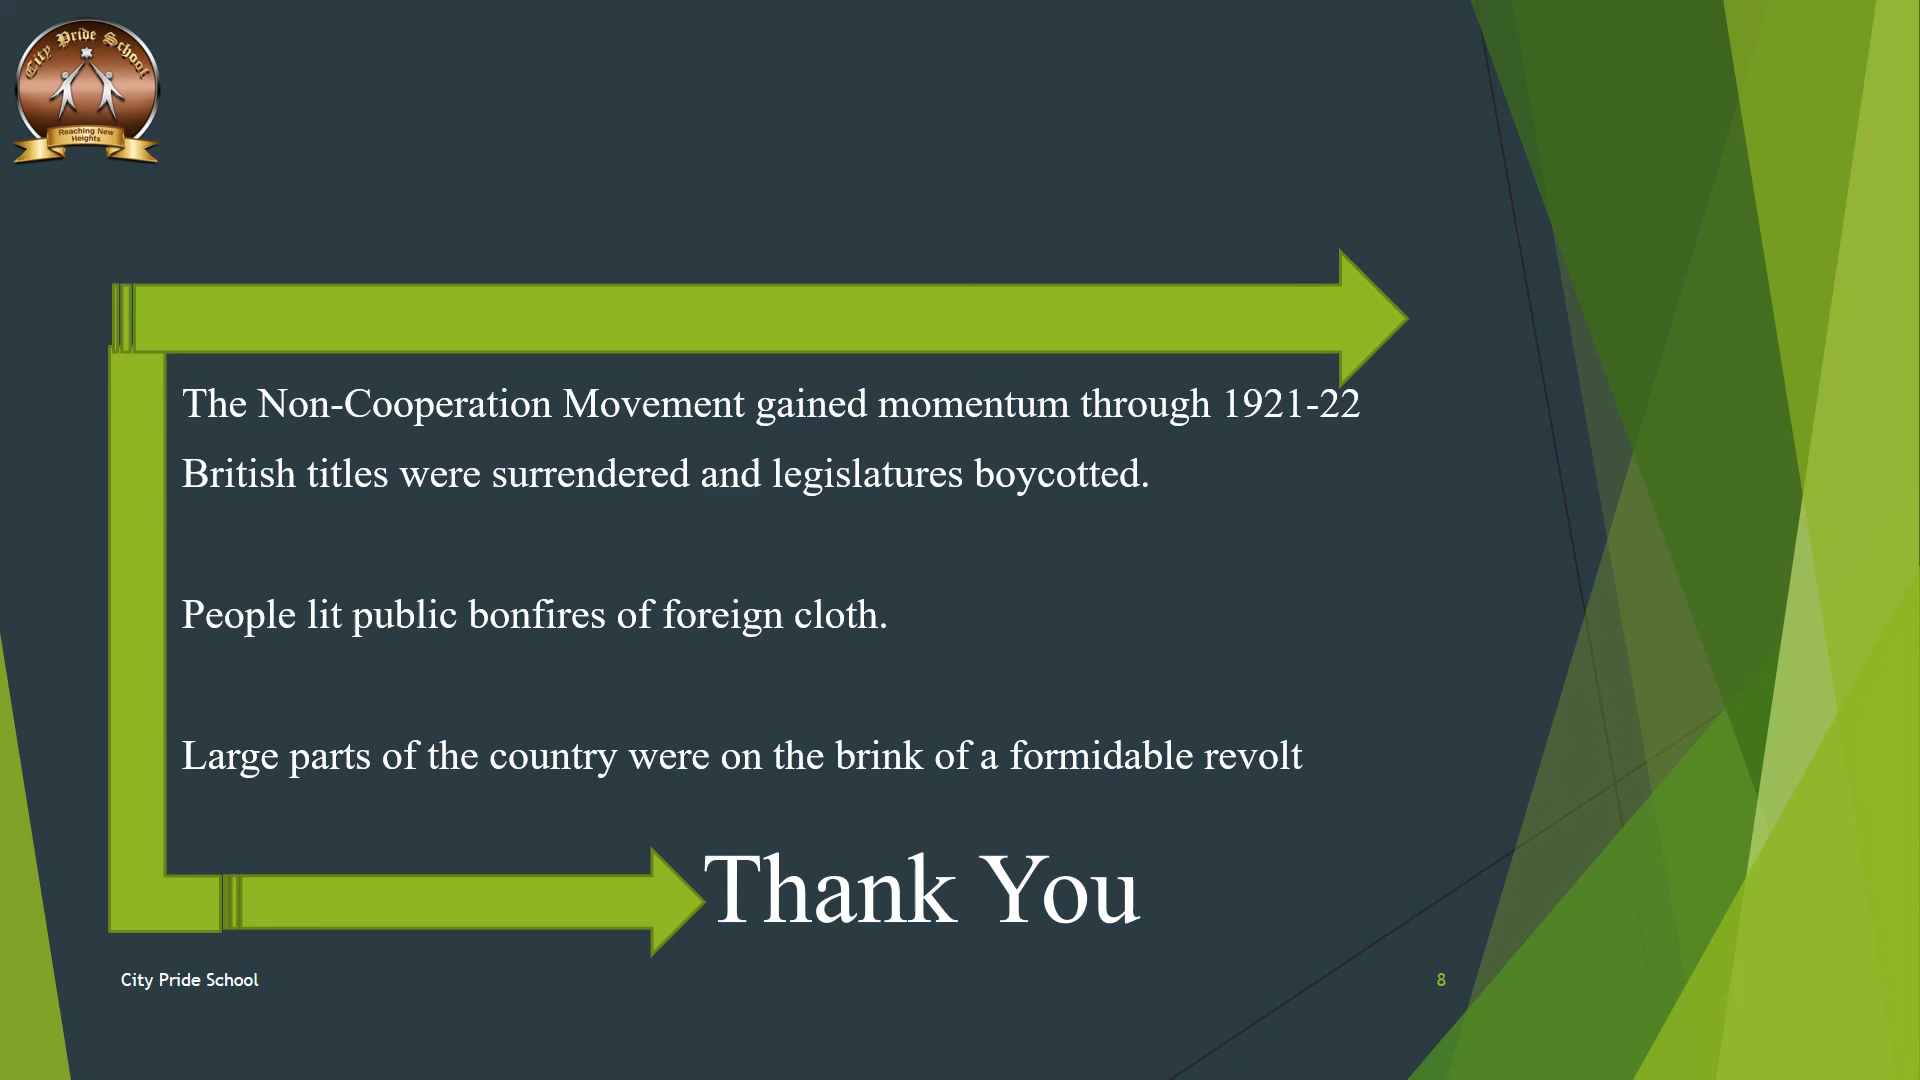 City Pride School
Reaching New
Heights
The Non-Cooperation Movement gained momentum through 1921-22
British titles were surrendered and legislatures boycotted.
People lit public bonfires of foreign cloth.
Large parts of the country were on the brink of a formidable revolt
Thank You
City Pride School
8